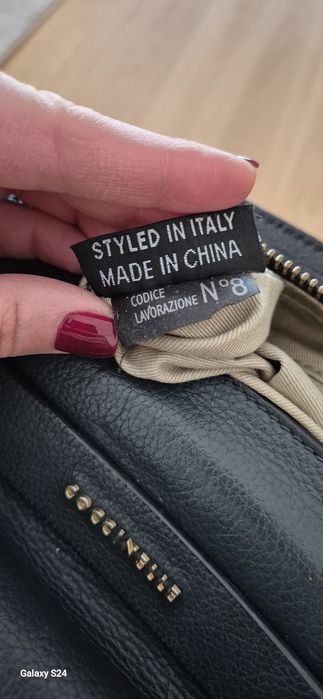 STYLED IN ITALY
MADE IN CHINA
CODICE
LAVORAZIONE N°8
COCCINELLE
Galaxy S24